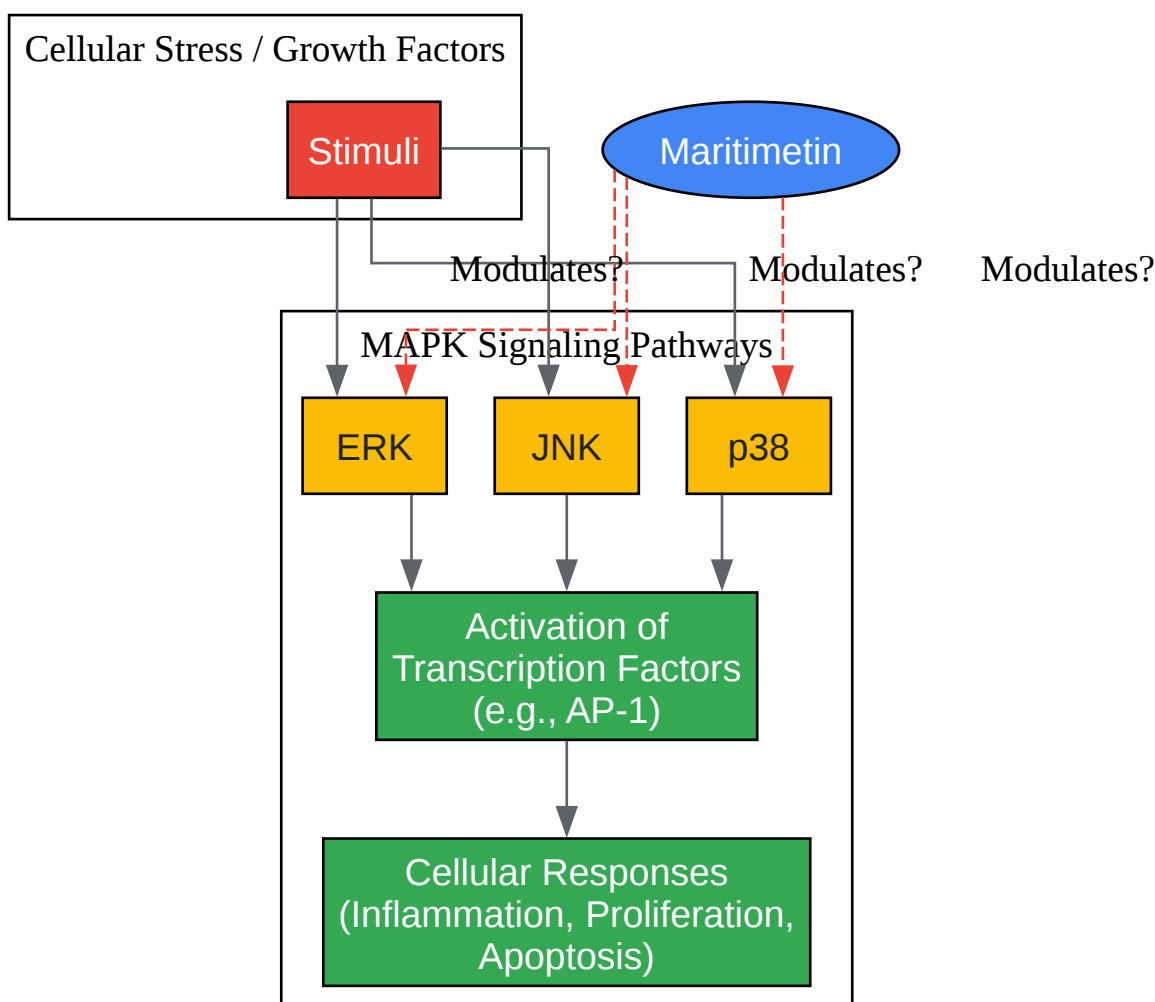 Cellular Stress / Growth Factors
Stimuli
Maritimetin
Modulates?
Modulates?
Modulates?
MAPK Signaling Pathways
ERK
JNK
p38
Activation of
Transcription Factors
(e.g., AP-1)
Cellular Responses
(Inflammation, Proliferation,
Apoptosis)